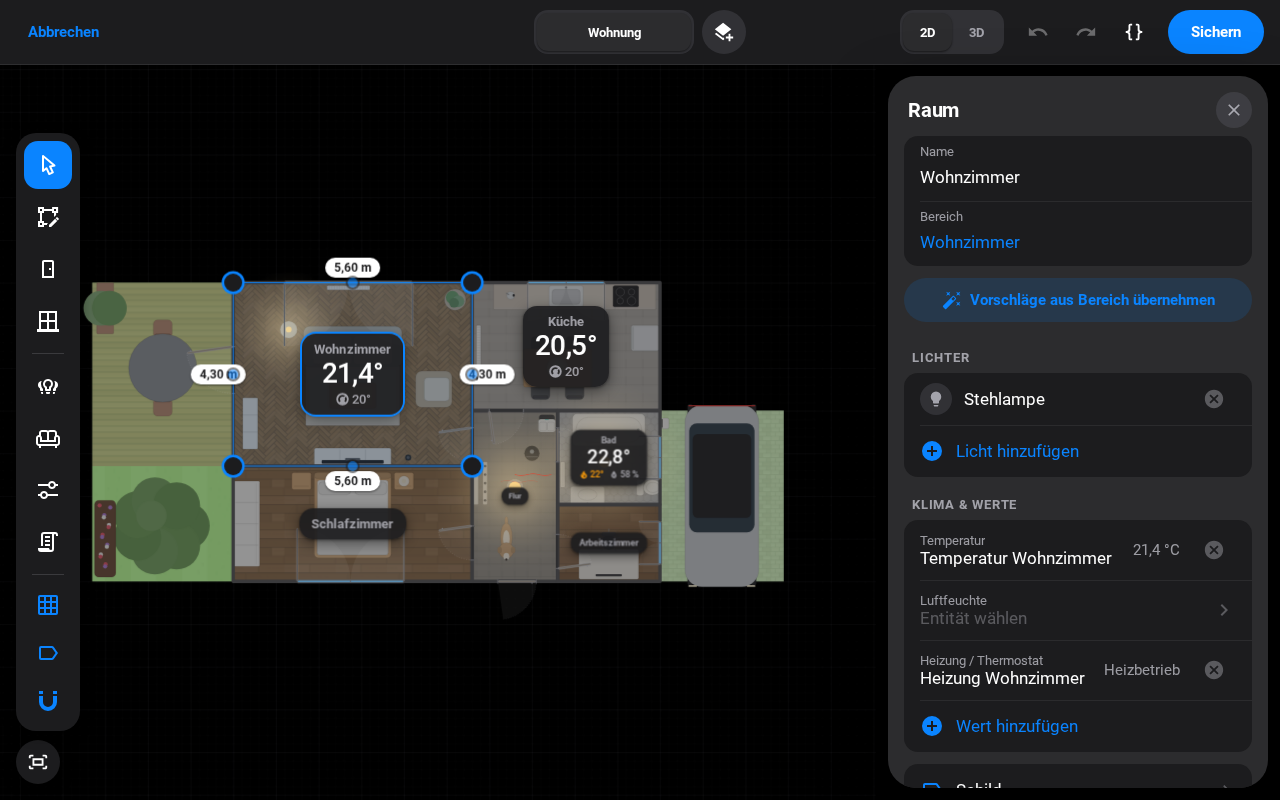 Abbrechen
Wohnung
2D
3D
{}
Sichern
Raum
Name
Wohnzimmer
Bereich
Wohnzimmer
Vorschläge aus Bereich übernehmen
LICHTER
Stehlampe
Licht hinzufügen
KLIMA & WERTE
Temperatur
Temperatur Wohnzimmer
21,4 °C
Luftfeuchte
Entität wählen
Heizung / Thermostat
Heizung Wohnzimmer
Heizbetrieb
Wert hinzufügen
Schild
5,60 m
Wohnzimmer
21,4°
20°
4,30 m
4,30 m
5,60 m
Küche
20,5°
20°
Bad
22,8°
22° 58 %
Flur
Schlafzimmer
Arbeitszimmer